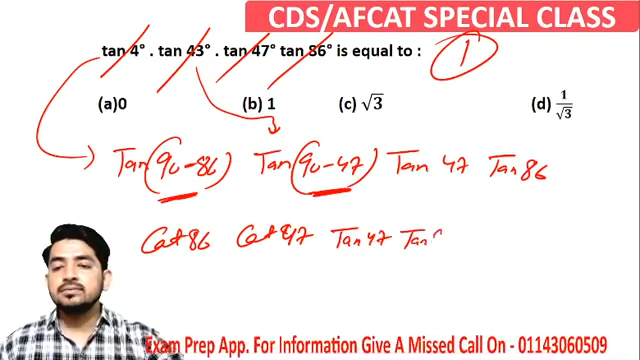 CDS/AFCAT SPECIAL CLASS
tan 4° . tan 43° . tan 47° tan 86° is equal to : 1
(a)0 (b) 1 (c) √3 (d) 1/√3
Tan (90-86) Tan (90-47) Tan 47 Tan 86
Cot 86 Cot 47 Tan 47 Tan
Exam Prep App. For Information Give A Missed Call On - 01143060509